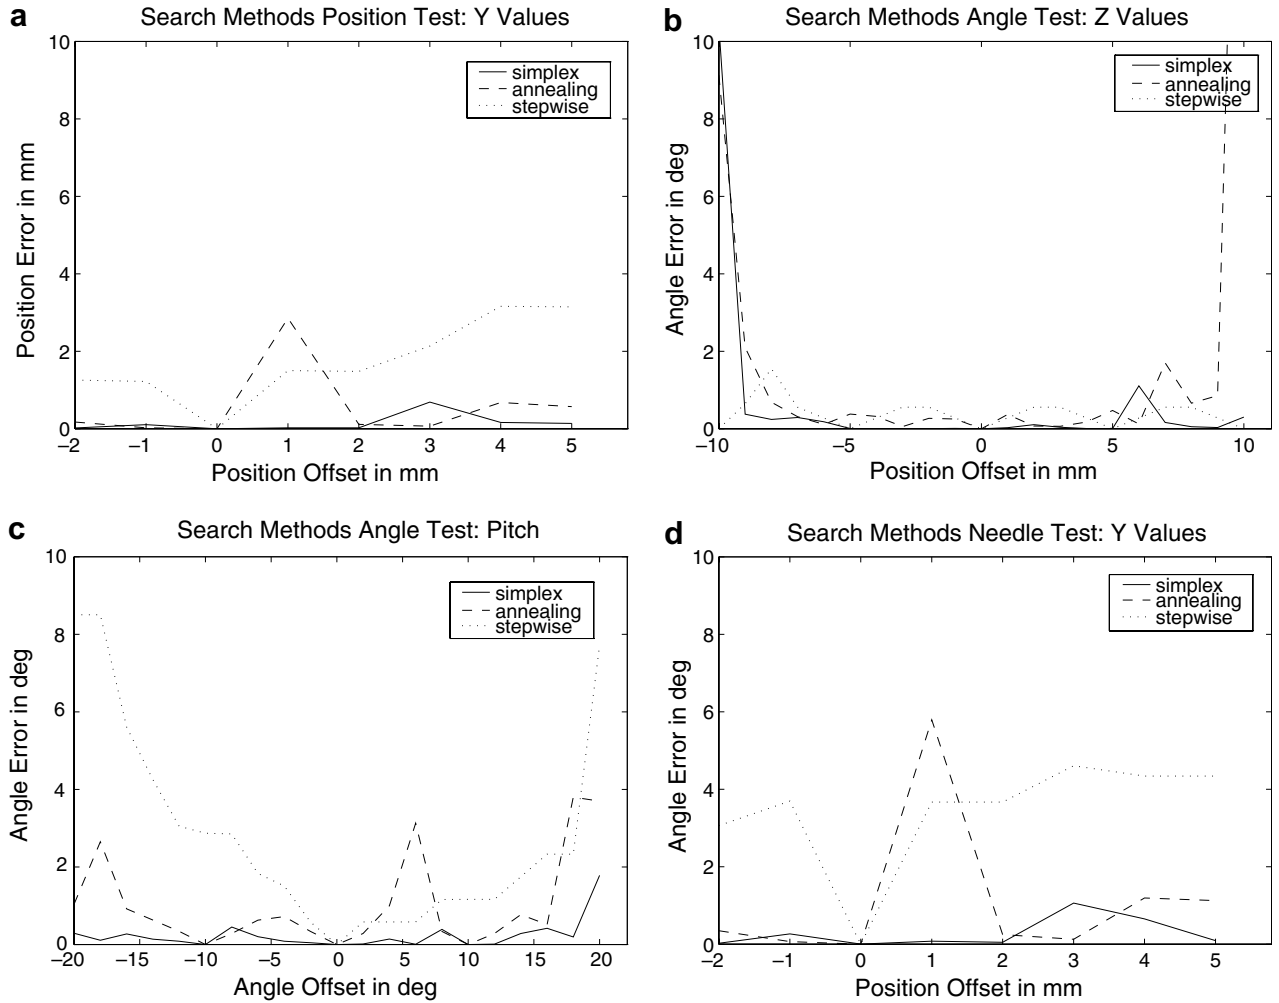 a
Search Methods Position Test: Y Values
10
8
6
4
2
0
−2
−1
0
1
2
3
4
5
Position Error in mm
Position Offset in mm
simplex
annealing
stepwise
b
Search Methods Angle Test: Z Values
10
8
6
4
2
0
−10
−5
0
5
10
Angle Error in deg
Position Offset in mm
simplex
annealing
stepwise
c
Search Methods Angle Test: Pitch
10
8
6
4
2
0
−20
−15
−10
−5
0
5
10
15
20
Angle Error in deg
Angle Offset in deg
simplex
annealing
stepwise
d
Search Methods Needle Test: Y Values
10
8
6
4
2
0
−2
−1
0
1
2
3
4
5
Angle Error in deg
Position Offset in mm
simplex
annealing
stepwise